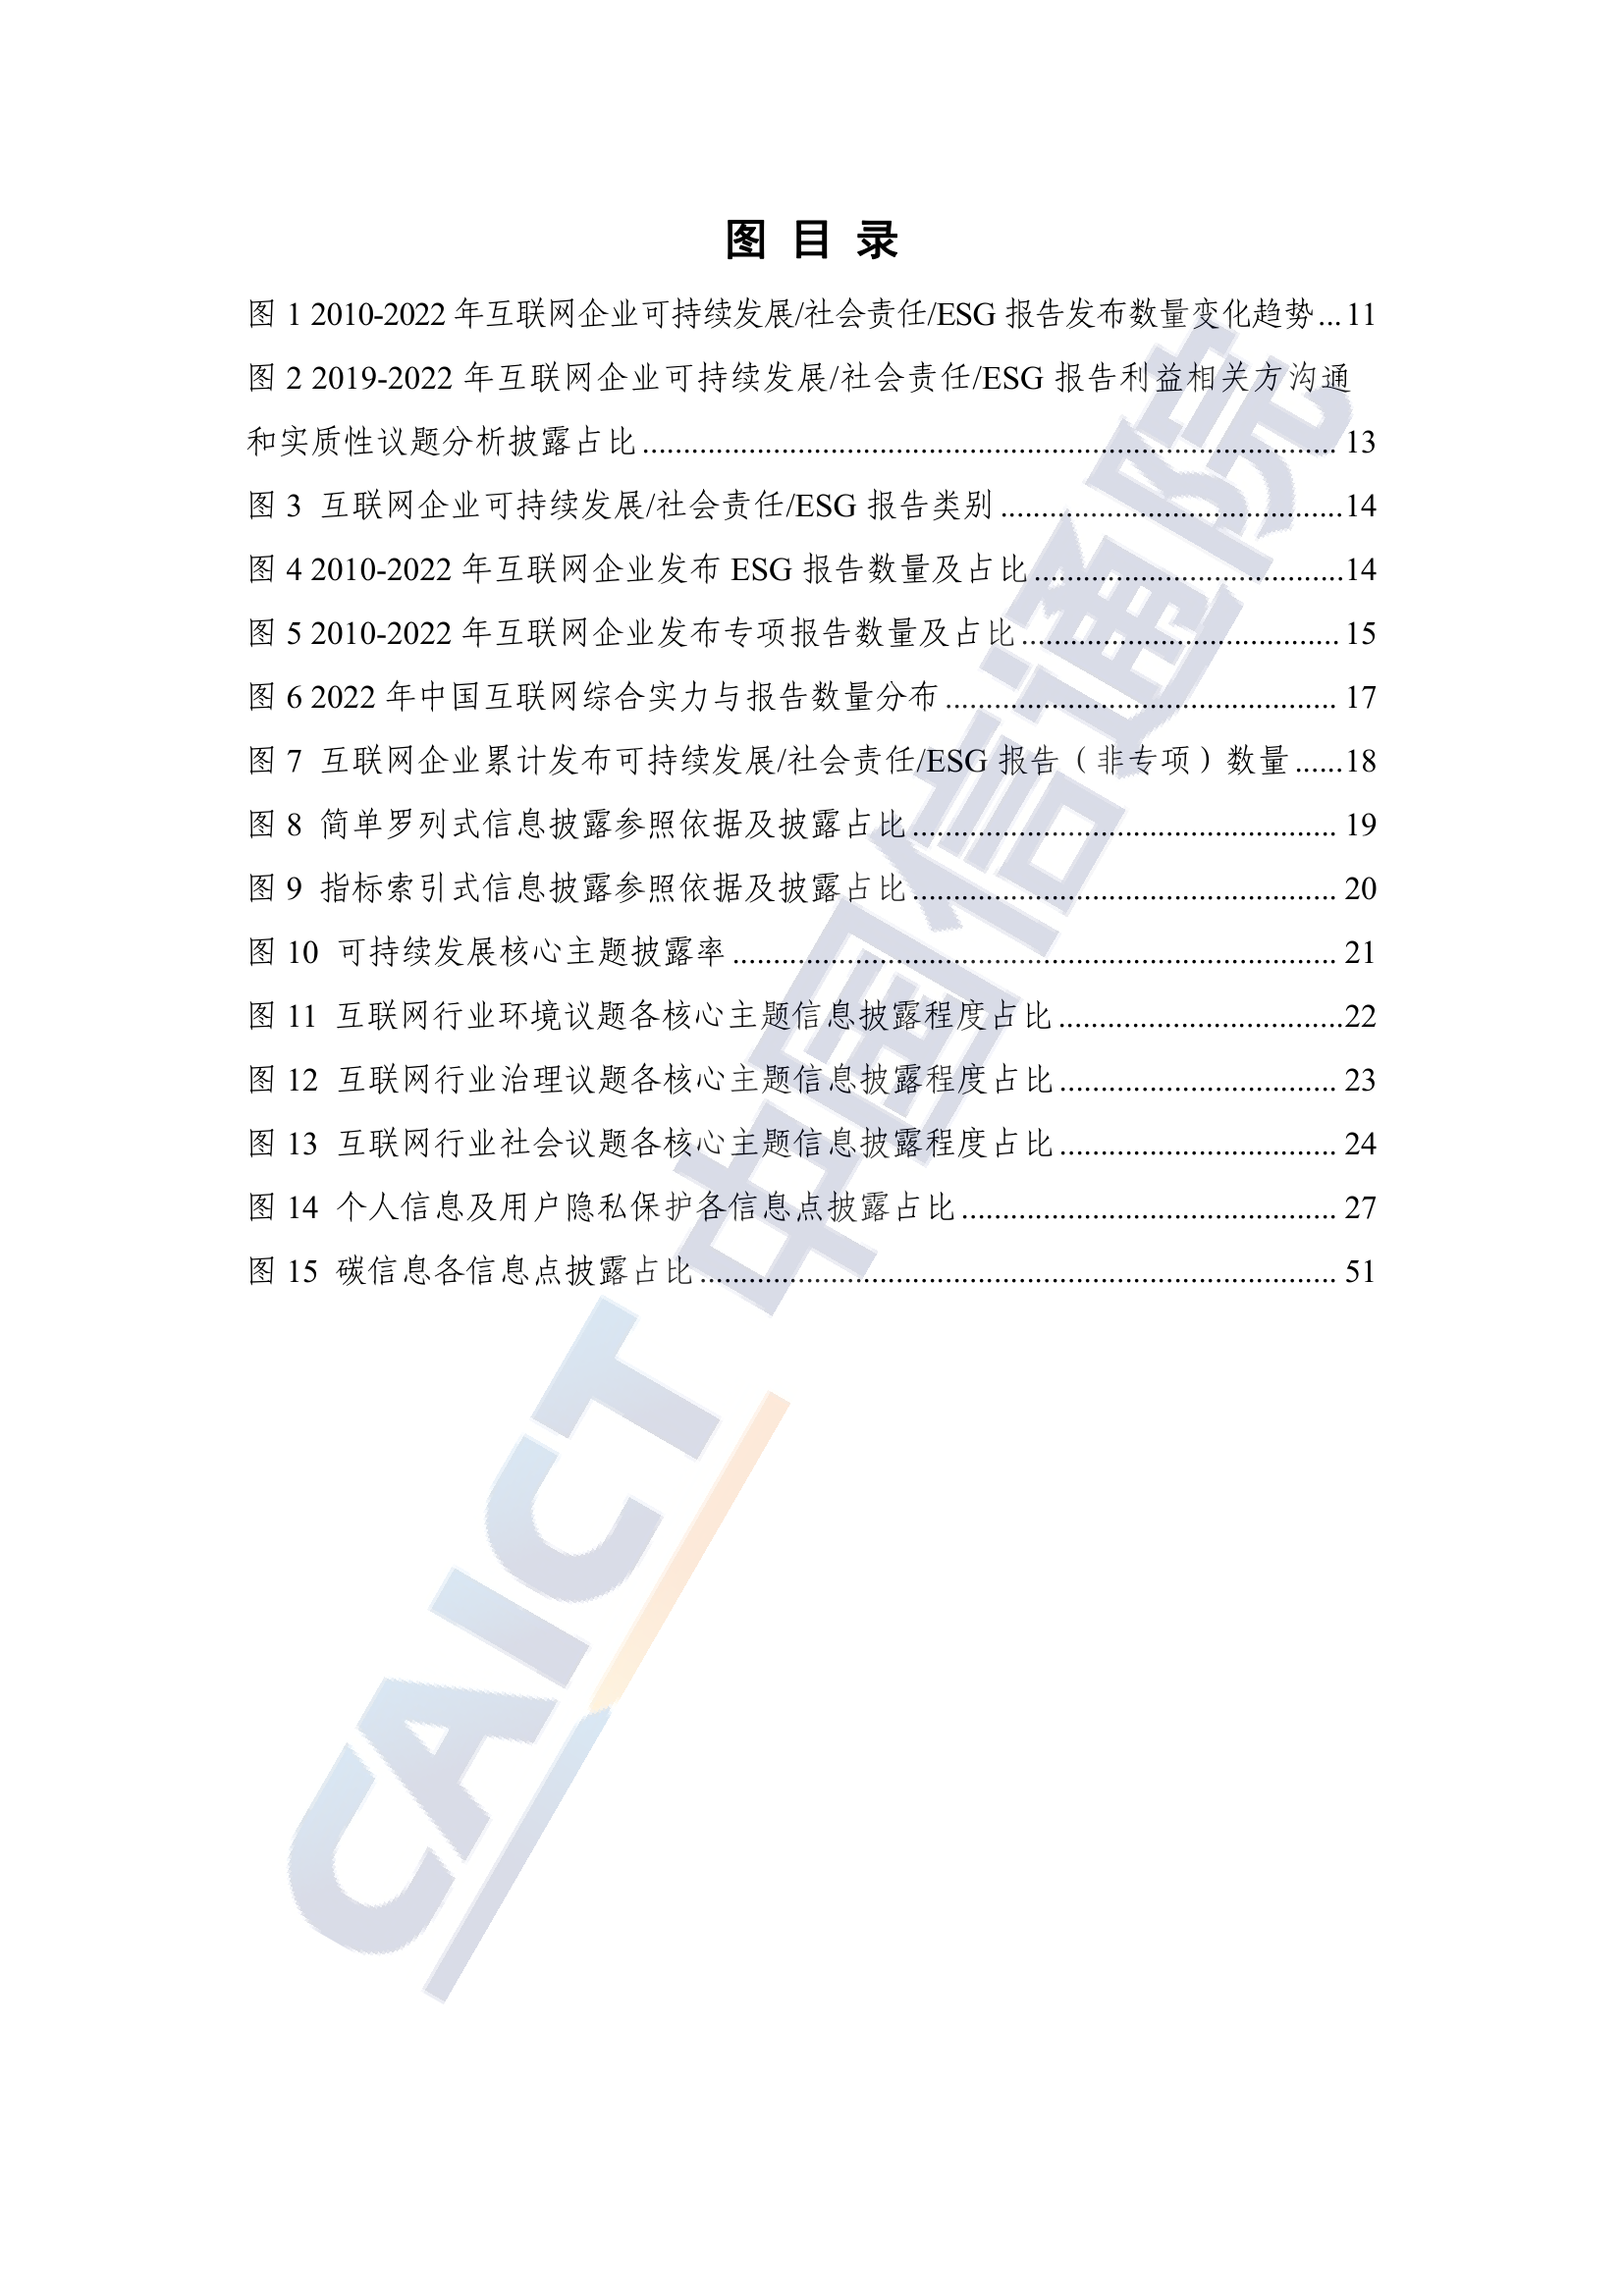 图 目 录
图 1 2010-2022 年互联网企业可持续发展/社会责任/ESG 报告发布数量变化趋势...11
图 2 2019-2022 年互联网企业可持续发展/社会责任/ESG 报告利益相关方沟通
和实质性议题分析披露占比........ 13
图 3 互联网企业可持续发展/社会责任/ESG 报告类别........14
图 4 2010-2022 年互联网企业发布 ESG 报告数量及占比........14
图 5 2010-2022 年互联网企业发布专项报告数量及占比........ 15
图 6 2022 年中国互联网综合实力与报告数量分布........ 17
图 7 互联网企业累计发布可持续发展/社会责任/ESG 报告（非专项）数量......18
图 8 简单罗列式信息披露参照依据及披露占比........ 19
图 9 指标索引式信息披露参照依据及披露占比........ 20
图 10 可持续发展核心主题披露率........ 21
图 11 互联网行业环境议题各核心主题信息披露程度占比........22
图 12 互联网行业治理议题各核心主题信息披露程度占比........ 23
图 13 互联网行业社会议题各核心主题信息披露程度占比........ 24
图 14 个人信息及用户隐私保护各信息点披露占比........ 27
图 15 碳信息各信息点披露占比........ 51
CAICT 中国信通院